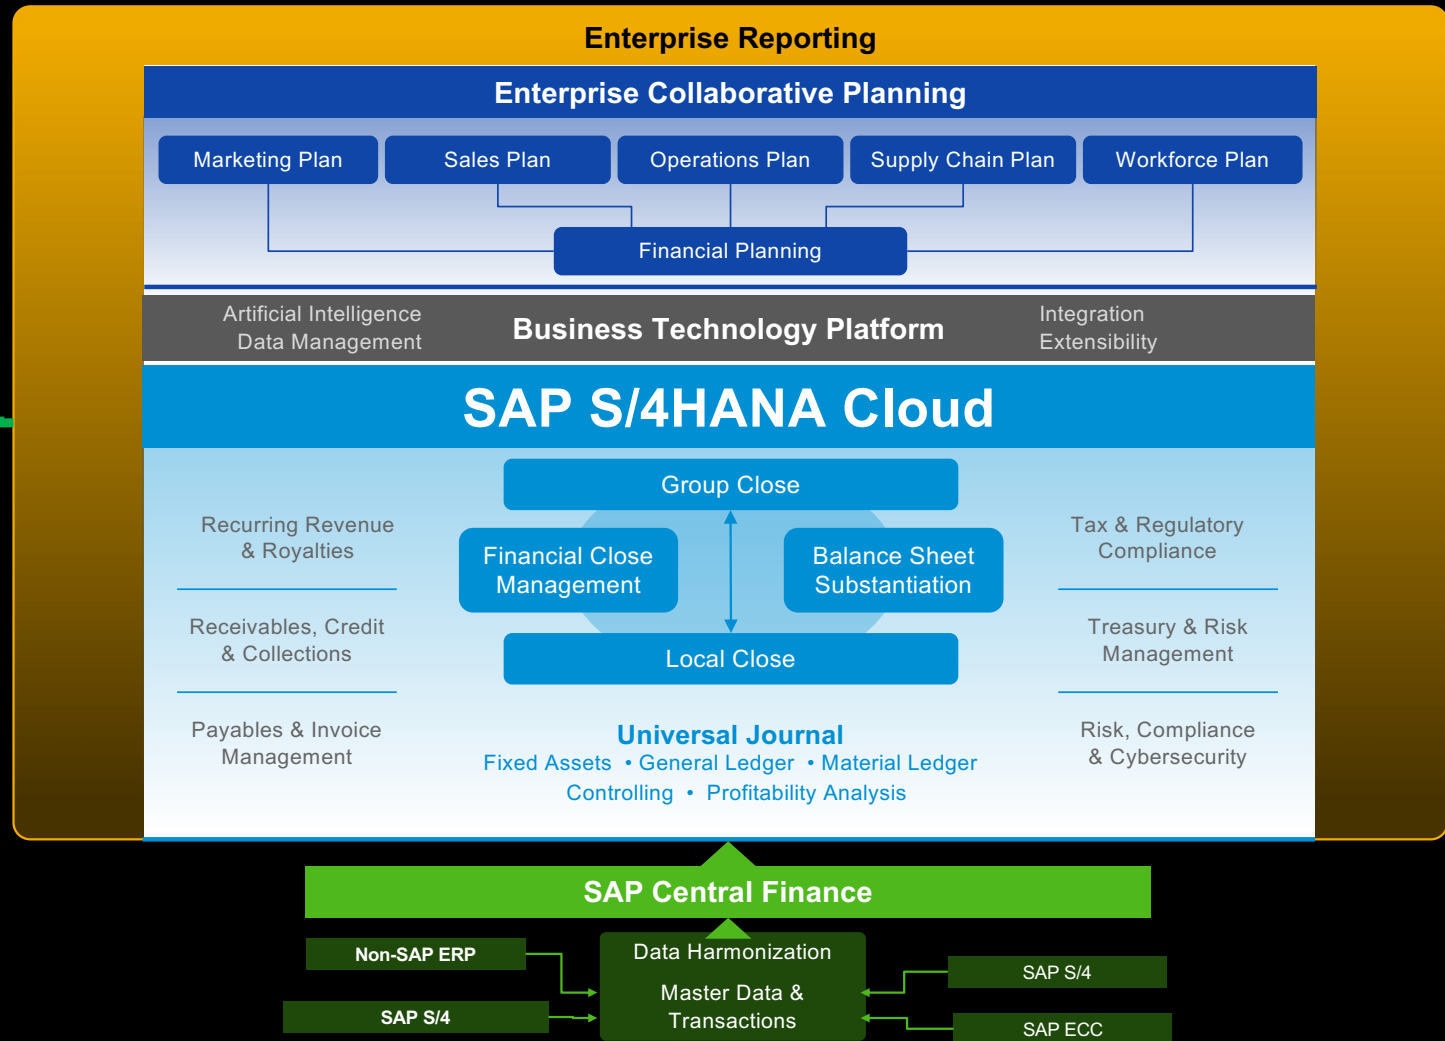 Enterprise Reporting
Enterprise Collaborative Planning
Marketing Plan
Sales Plan
Operations Plan
Supply Chain Plan
Workforce Plan
Financial Planning
Artificial Intelligence
Data Management
Business Technology Platform
Integration
Extensibility
SAP S/4HANA Cloud
Group Close
Recurring Revenue
& Royalties
Financial Close
Management
Balance Sheet
Substantiation
Tax & Regulatory
Compliance
Receivables, Credit
& Collections
Local Close
Treasury & Risk
Management
Payables & Invoice
Management
Universal Journal
Fixed Assets • General Ledger • Material Ledger
Controlling • Profitability Analysis
Risk, Compliance
& Cybersecurity
SAP Central Finance
Non-SAP ERP
SAP S/4
Data Harmonization
Master Data &
Transactions
SAP S/4
SAP ECC